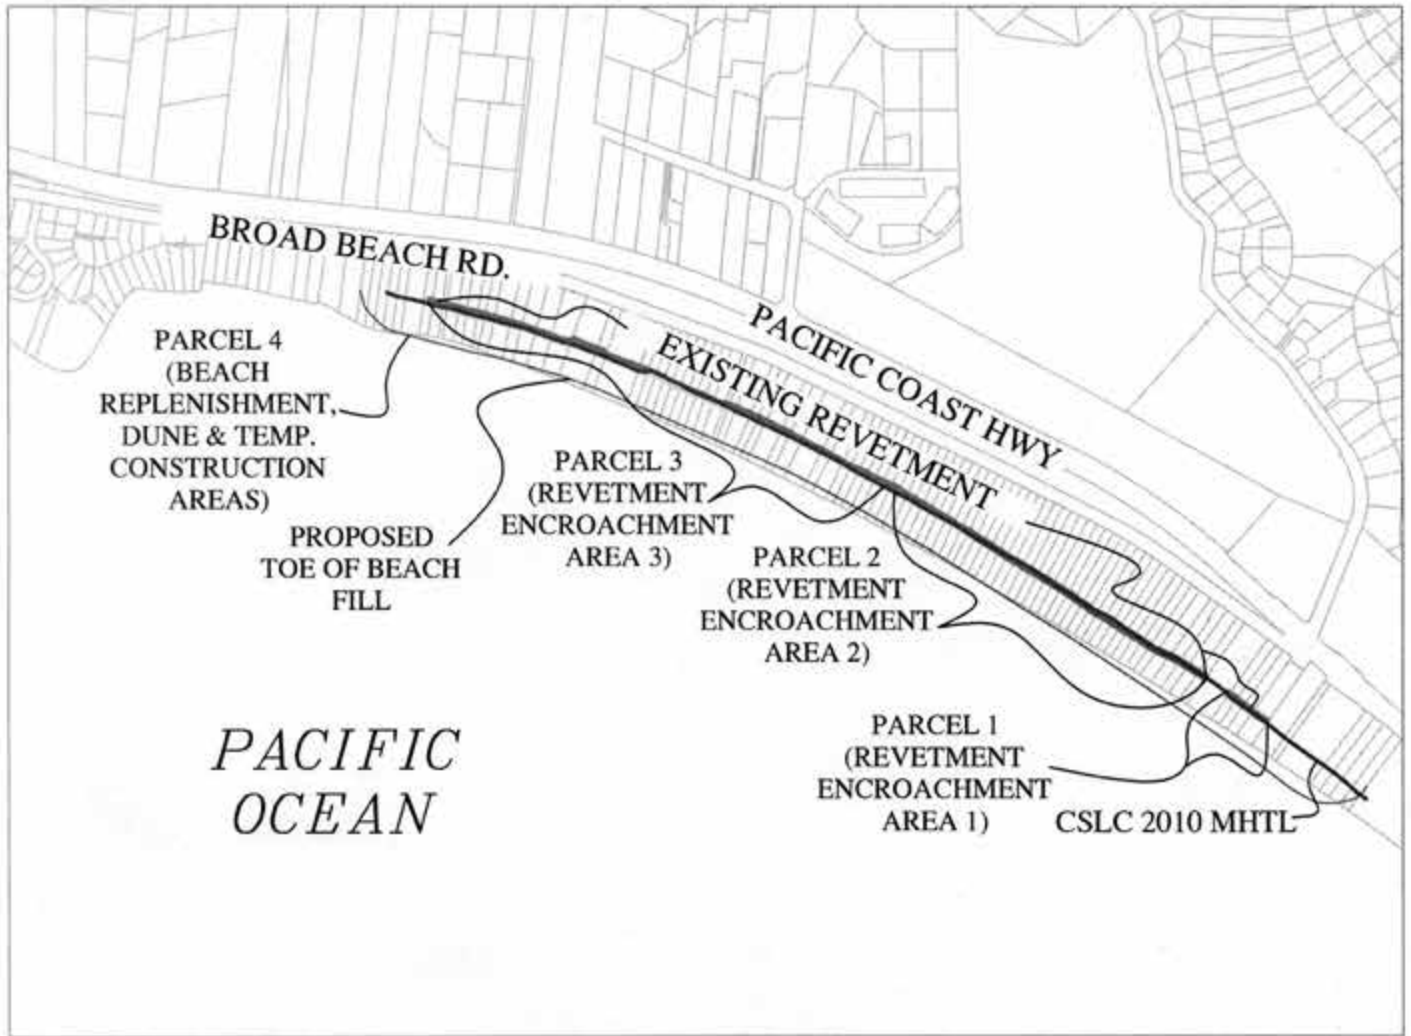 BROAD BEACH RD.
PACIFIC COAST HWY
EXISTING REVETMENT
PARCEL 4
(BEACH
REPLENISHMENT,
DUNE & TEMP.
CONSTRUCTION
AREAS)
PROPOSED
TOE OF BEACH
FILL
PARCEL 3
(REVETMENT
ENCROACHMENT
AREA 3)
PARCEL 2
(REVETMENT
ENCROACHMENT
AREA 2)
PARCEL 1
(REVETMENT
ENCROACHMENT
AREA 1)
CSLC 2010 MHTL
PACIFIC
OCEAN